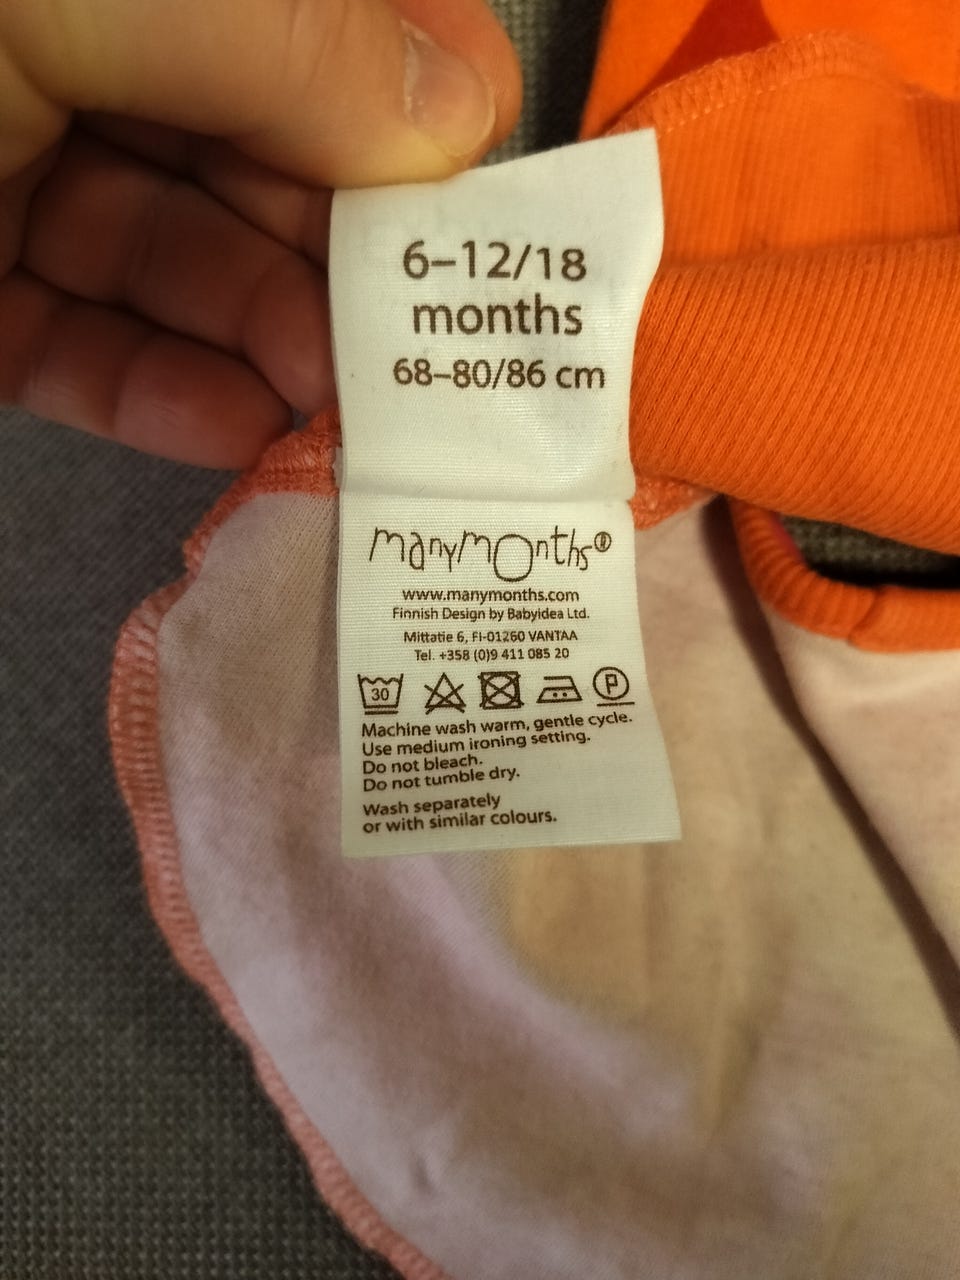 6–12/18
months
68–80/86 cm
manymonths®
www.manymonths.com
Finnish Design by Babyidea Ltd.
Mittatie 6, FI-01260 VANTAA
Tel. +358 (0)9 411 085 20
30
P
Machine wash warm, gentle cycle.
Use medium ironing setting.
Do not bleach.
Do not tumble dry.
Wash separately
or with similar colours.